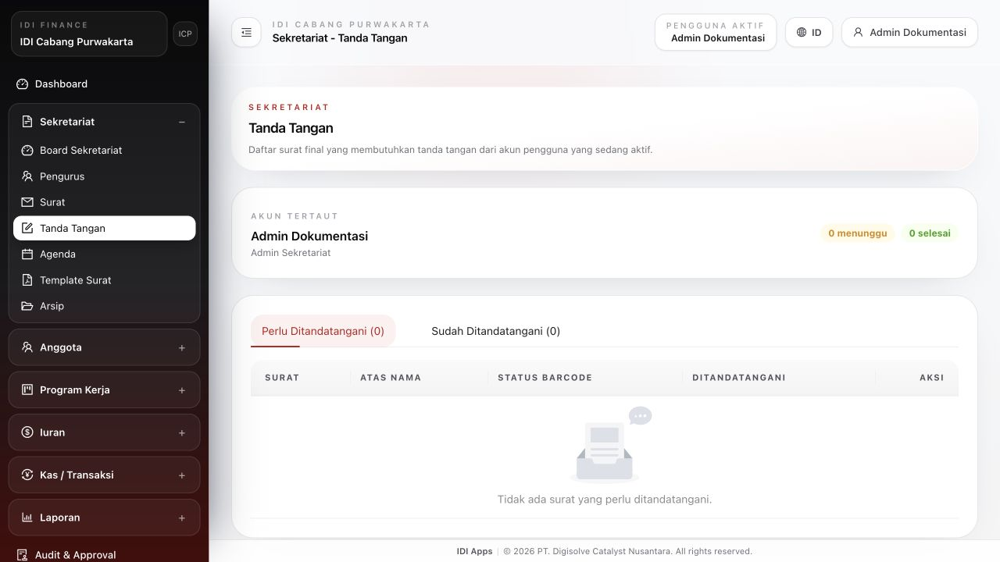 IDI FINANCE
IDI Cabang Purwakarta
ICP
Dashboard
Sekretariat
Board Sekretariat
Pengurus
Surat
Tanda Tangan
Agenda
Template Surat
Arsip
Anggota
Program Kerja
Iuran
Kas / Transaksi
Laporan
Audit & Approval
IDI CABANG PURWAKARTA
Sekretariat - Tanda Tangan
PENGGUNA AKTIF
Admin Dokumentasi
ID
Admin Dokumentasi
SEKRETARIAT
Tanda Tangan
Daftar surat final yang membutuhkan tanda tangan dari akun pengguna yang sedang aktif.
AKUN TERTAUT
Admin Dokumentasi
Admin Sekretariat
0 menunggu
0 selesai
Perlu Ditandatangani (0)
Sudah Ditandatangani (0)
SURAT
ATAS NAMA
STATUS BARCODE
DITANDATANGANI
AKSI
Tidak ada surat yang perlu ditandatangani.
IDI Apps | © 2026 PT. Digisolve Catalyst Nusantara. All rights reserved.